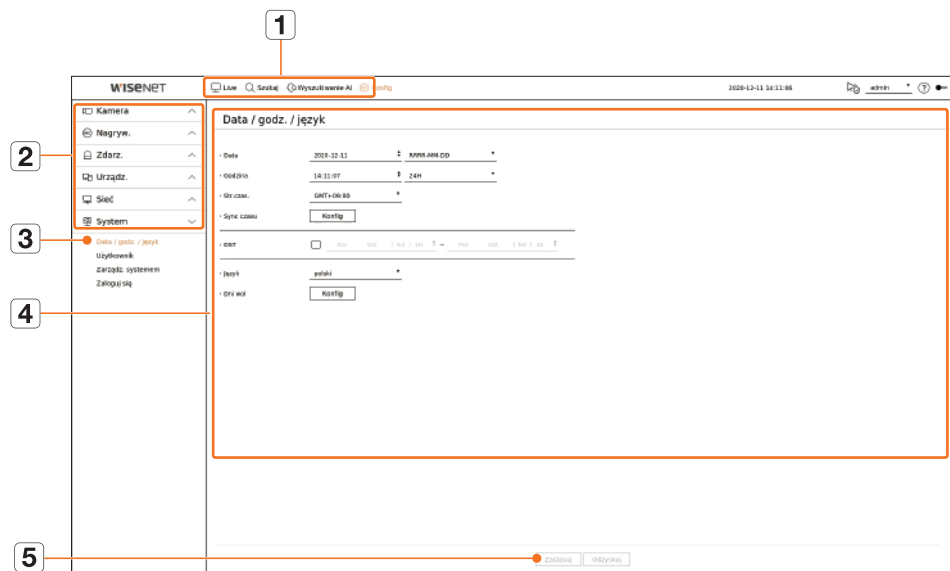 1
WISENET Live Szukaj Wyszukiwanie AI Konfig 2020-12-11 14:11:06 admin ?
2
Kamera
Nagryw.
Zdarz.
Urządz.
Sieć
System
3
Data / godz. / język
Użytkownik
Zarządz. systemem
Zaloguj się
Data / godz. / język
Data 2020-12-11 RRRR-MM-DD
Godzina 14:11:07 24H
Str.czas. GMT+09:00
Sync czasu Konfig
DST
Język polski
Dni wol Konfig
4
5
Zastosuj Odzyskaj